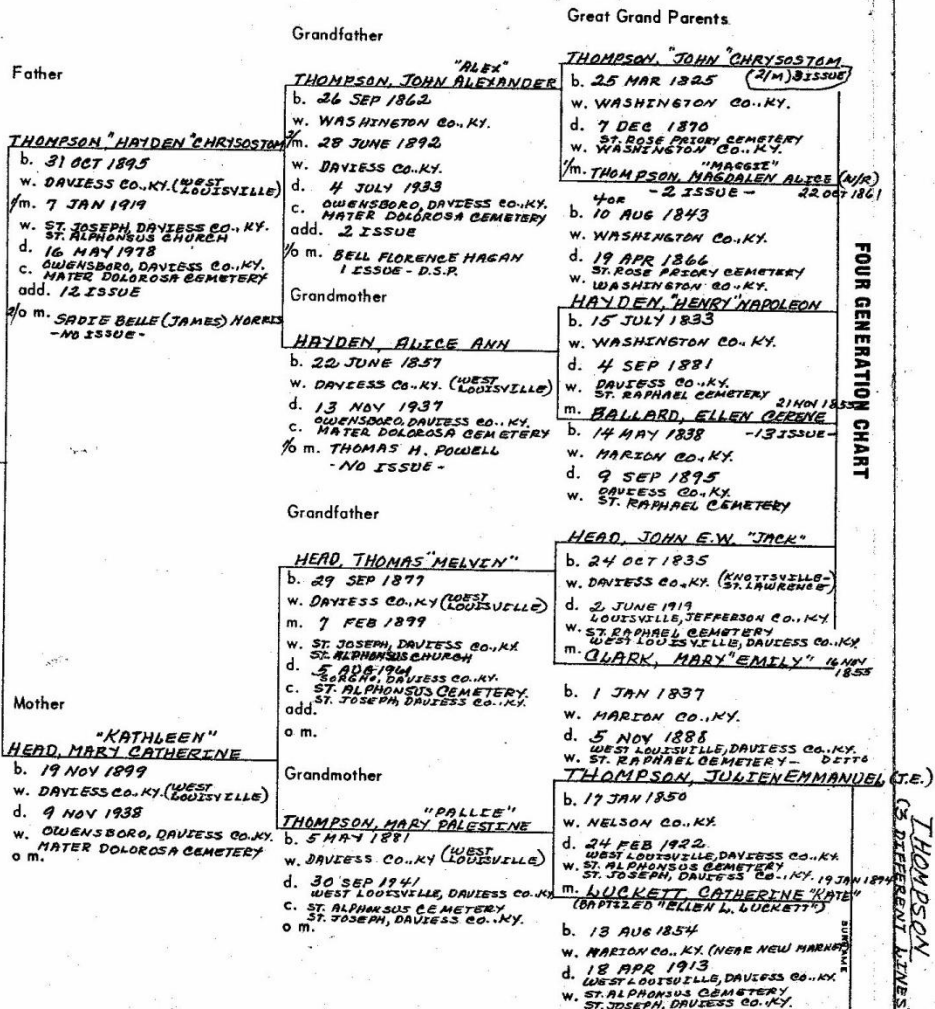 Father
THOMPSON "HAYDEN" CHRYSOSTOM
b. 31 OCT 1895
w. DAVIESS CO., KY. (WEST LOUISVILLE)
1/m. 7 JAN 1919
w. ST. JOSEPH, DAVIESS CO., KY.
ST. ALPHONSUS CHURCH
d. 16 MAY 1978
c. OWENSBORO, DAVIESS CO., KY.
MATER DOLOROSA CEMETERY
add. 12 ISSUE
2/o m. SADIE BELLE (JAMES) NORRIS
-NO ISSUE-
Mother
"KATHLEEN"
HEAD, MARY CATHERINE
b. 19 NOV 1899
w. DAVIESS CO., KY. (WEST LOUISVILLE)
d. 9 NOV 1938
w. OWENSBORO, DAVIESS CO., KY.
MATER DOLOROSA CEMETERY
o m.
Grandfather
"ALEX"
THOMPSON, JOHN ALEXANDER
b. 26 SEP 1862
w. WASHINGTON CO., KY.
2/m. 28 JUNE 1892
w. DAVIESS CO., KY.
d. 4 JULY 1933
c. OWENSBORO, DAVIESS CO., KY.
MATER DOLOROSA CEMETERY
add. 2 ISSUE
1/o m. BELL FLORENCE HAGAN
1 ISSUE - D.S.P.
Grandmother
HAYDEN, ALICE ANN
b. 22 JUNE 1857
w. DAVIESS CO., KY. (WEST LOUISVILLE)
d. 13 NOV 1937
c. OWENSBORO, DAVIESS CO., KY.
MATER DOLOROSA CEMETERY
1/o m. THOMAS H. POWELL
-NO ISSUE-
Grandfather
HEAD, THOMAS "MELVIN"
b. 29 SEP 1877
w. DAVIESS CO., KY (WEST LOUISVILLE)
m. 7 FEB 1899
w. ST. JOSEPH, DAVIESS CO., KY.
ST. ALPHONSUS CHURCH
d. 5 AUG 1961
SORGHO, DAVIESS CO., KY.
c. ST. ALPHONSUS CEMETERY.
ST. JOSEPH, DAVIESS CO., KY.
add.
o m.
Grandmother
"PALLIE"
THOMPSON, MARY PALESTINE
b. 5 MAY 1881
w. DAVIESS CO., KY (WEST LOUISVILLE)
d. 30 SEP 1941
WEST LOUISVILLE, DAVIESS CO. KY.
c. ST. ALPHONSUS CEMETERY
ST. JOSEPH, DAVIESS CO., KY.
o m.
Great Grand Parents
THOMPSON, "JOHN" CHRYSOSTOM
b. 25 MAR 1825 (2/M) 3 ISSUE
w. WASHINGTON CO., KY.
d. 7 DEC 1870
ST. ROSE PRIORY CEMETERY
w. WASHINGTON CO., KY.
"MAGGIE"
1/m. THOMPSON, MAGDALEN ALICE (N/R)
-2 ISSUE- 22 OCT 1861
4 OR
b. 10 AUG 1843
w. WASHINGTON CO., KY.
d. 19 APR 1866
ST. ROSE PRIORY CEMETERY
w. WASHINGTON CO., KY.
HAYDEN, "HENRY" NAPOLEON
b. 15 JULY 1833
w. WASHINGTON CO., KY.
d. 4 SEP 1881
w. DAVIESS CO., KY.
ST. RAPHAEL CEMETERY 21 NOV 1855
m. BALLARD, ELLEN CERENE
b. 14 MAY 1838 -13 ISSUE-
w. MARION CO., KY.
d. 9 SEP 1895
w. DAVIESS CO., KY.
ST. RAPHAEL CEMETERY
HEAD, JOHN E.W. "JACK"
b. 24 OCT 1835
w. DAVIESS CO., KY. (KNOTTSVILLE- ST. LAWRENCE)
d. 2 JUNE 1919
LOUISVILLE, JEFFERSON CO., KY.
w. ST. RAPHAEL CEMETERY
WEST LOUISVILLE, DAVIESS CO., KY.
m. CLARK, MARY "EMILY" 16 NOV 1855
b. 1 JAN 1837
w. MARION CO., KY.
d. 5 NOV 1888
WEST LOUISVILLE, DAVIESS CO., KY.
w. ST. RAPHAEL CEMETERY- DITTO
THOMPSON, JULIEN EMMANUEL (J.E.)
b. 17 JAN 1850
w. NELSON CO., KY.
d. 24 FEB 1922
WEST LOUISVILLE, DAVIESS CO., KY.
w. ST. ALPHONSUS CEMETERY
ST. JOSEPH, DAVIESS CO., KY. 19 JAN 1874
m. LUCKETT, CATHERINE "KATE"
(BAPTIZED "ELLEN L. LUCKETT")
b. 13 AUG 1854
w. MARION CO., KY. (NEAR NEW MARKET)
d. 18 APR 1913
WEST LOUISVILLE, DAVIESS CO., KY.
w. ST. ALPHONSUS CEMETERY
ST. JOSEPH, DAVIESS CO., KY.
FOUR GENERATION CHART
SURNAME
THOMPSON
(3 DIFFERENT LINES